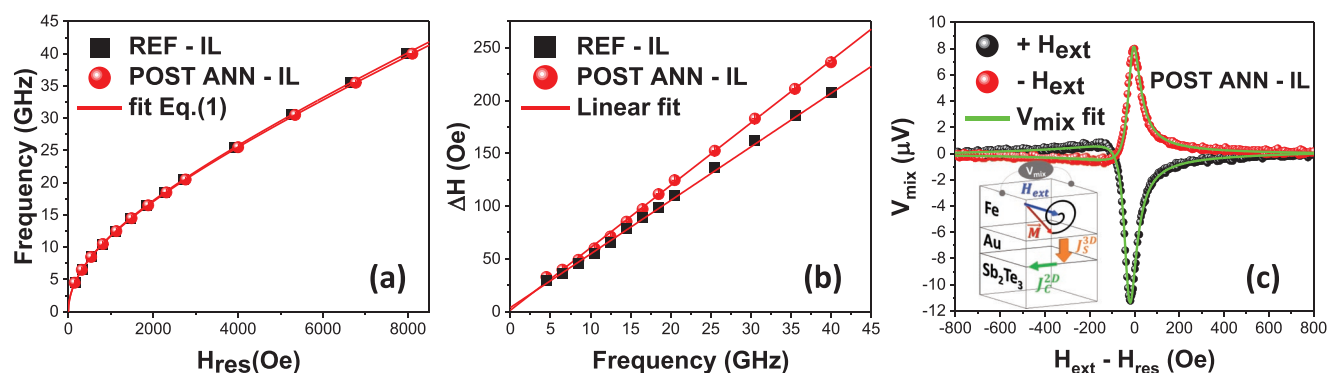 45
40
35
30
25
20
15
10
5
0
Frequency (GHz)
REF - IL
POST ANN - IL
fit Eq.(1)
(a)
0 2000 4000 6000 8000
Hres(Oe)
250
200
150
100
50
0
ΔH (Oe)
REF - IL
POST ANN - IL
Linear fit
(b)
0 5 10 15 20 25 30 35 40 45
Frequency (GHz)
10
8
6
4
2
0
-2
-4
-6
-8
-10
-12
Vmix (µV)
+ Hext
- Hext
POST ANN - IL
Vmix fit
Vmix
Hext
Fe
M
Au
JS3D
Sb2Te3
JC2D
(c)
-800 -600 -400 -200 0 200 400 600 800
Hext - Hres (Oe)